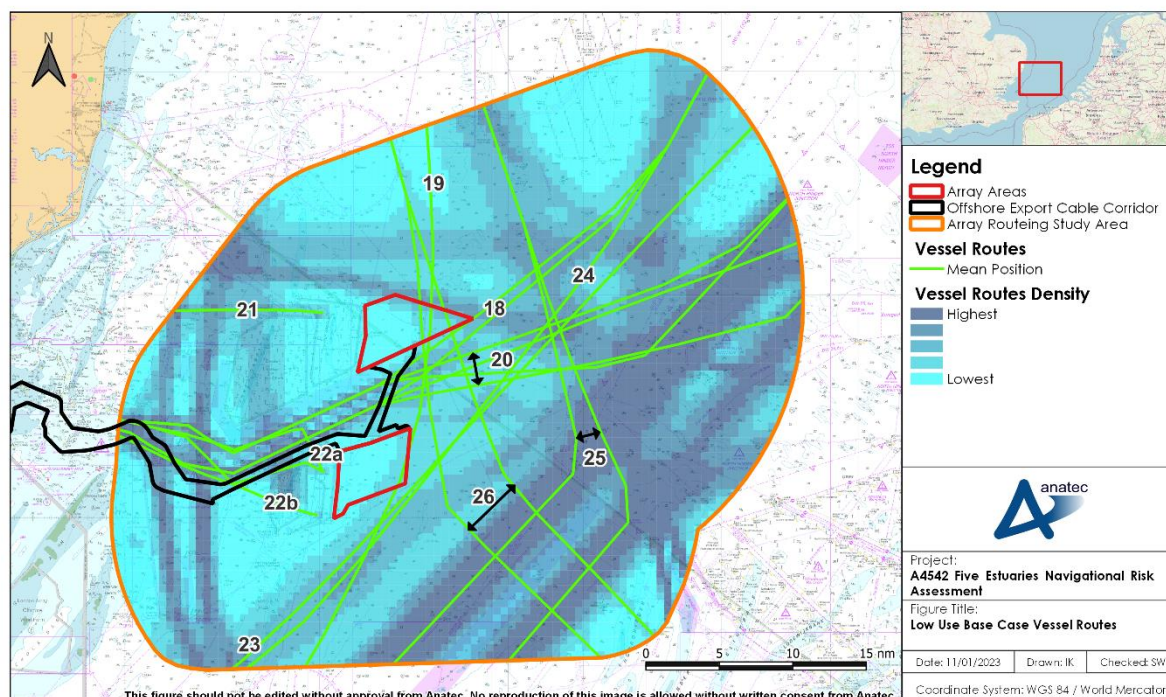 N
19
24
18
21
20
25
22a
26
22b
23
0
5
10
15 nm
This figure should not be edited without approval from Anatec. No reproduction of this image is allowed without written consent from Anatec
Legend
Array Areas
Offshore Export Cable Corridor
Array Routeing Study Area
Vessel Routes
Mean Position
Vessel Routes Density
Highest
Lowest
anatec
Project:
A4542 Five Estuaries Navigational Risk
Assessment
Figure Title:
Low Use Base Case Vessel Routes
Date: 11/01/2023
Drawn: IK
Checked: SW
Coordinate System: WGS 84 / World Mercator